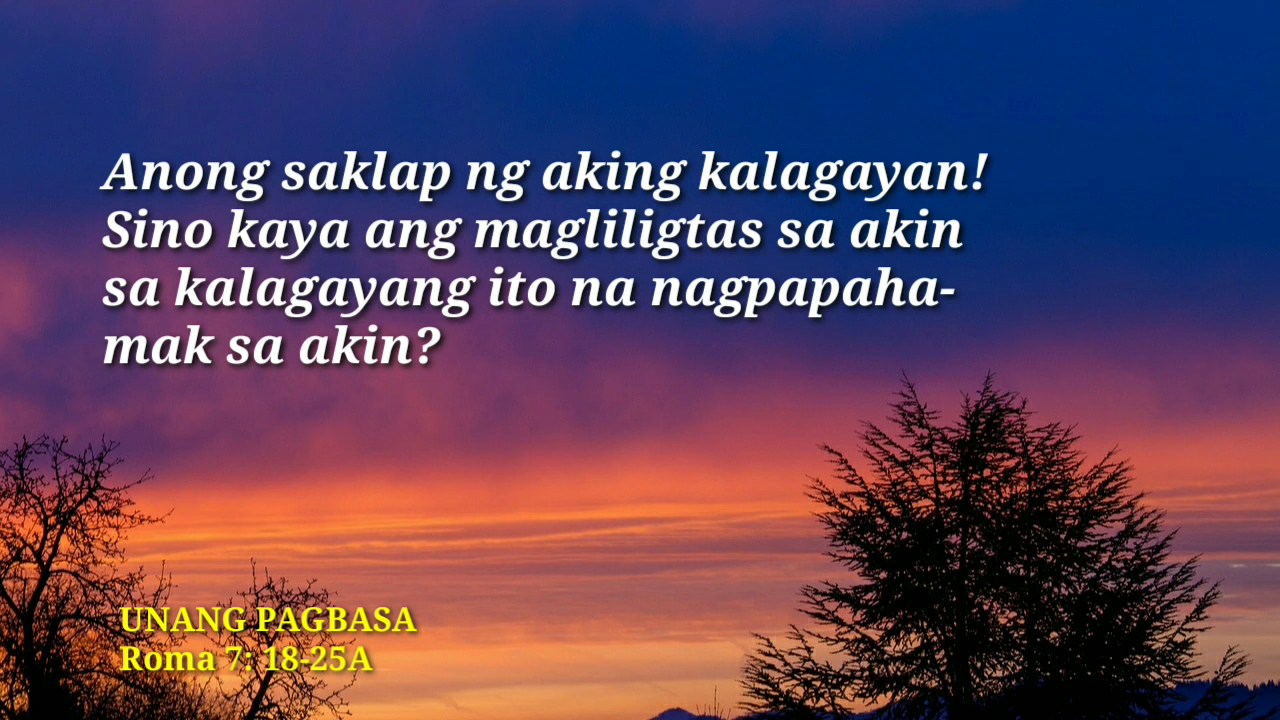 Anong saklap ng aking kalagayan!
Sino kaya ang magliligtas sa akin
sa kalagayang ito na nagpapaha-
mak sa akin?
UNANG PAGBASA
Roma 7: 18-25A